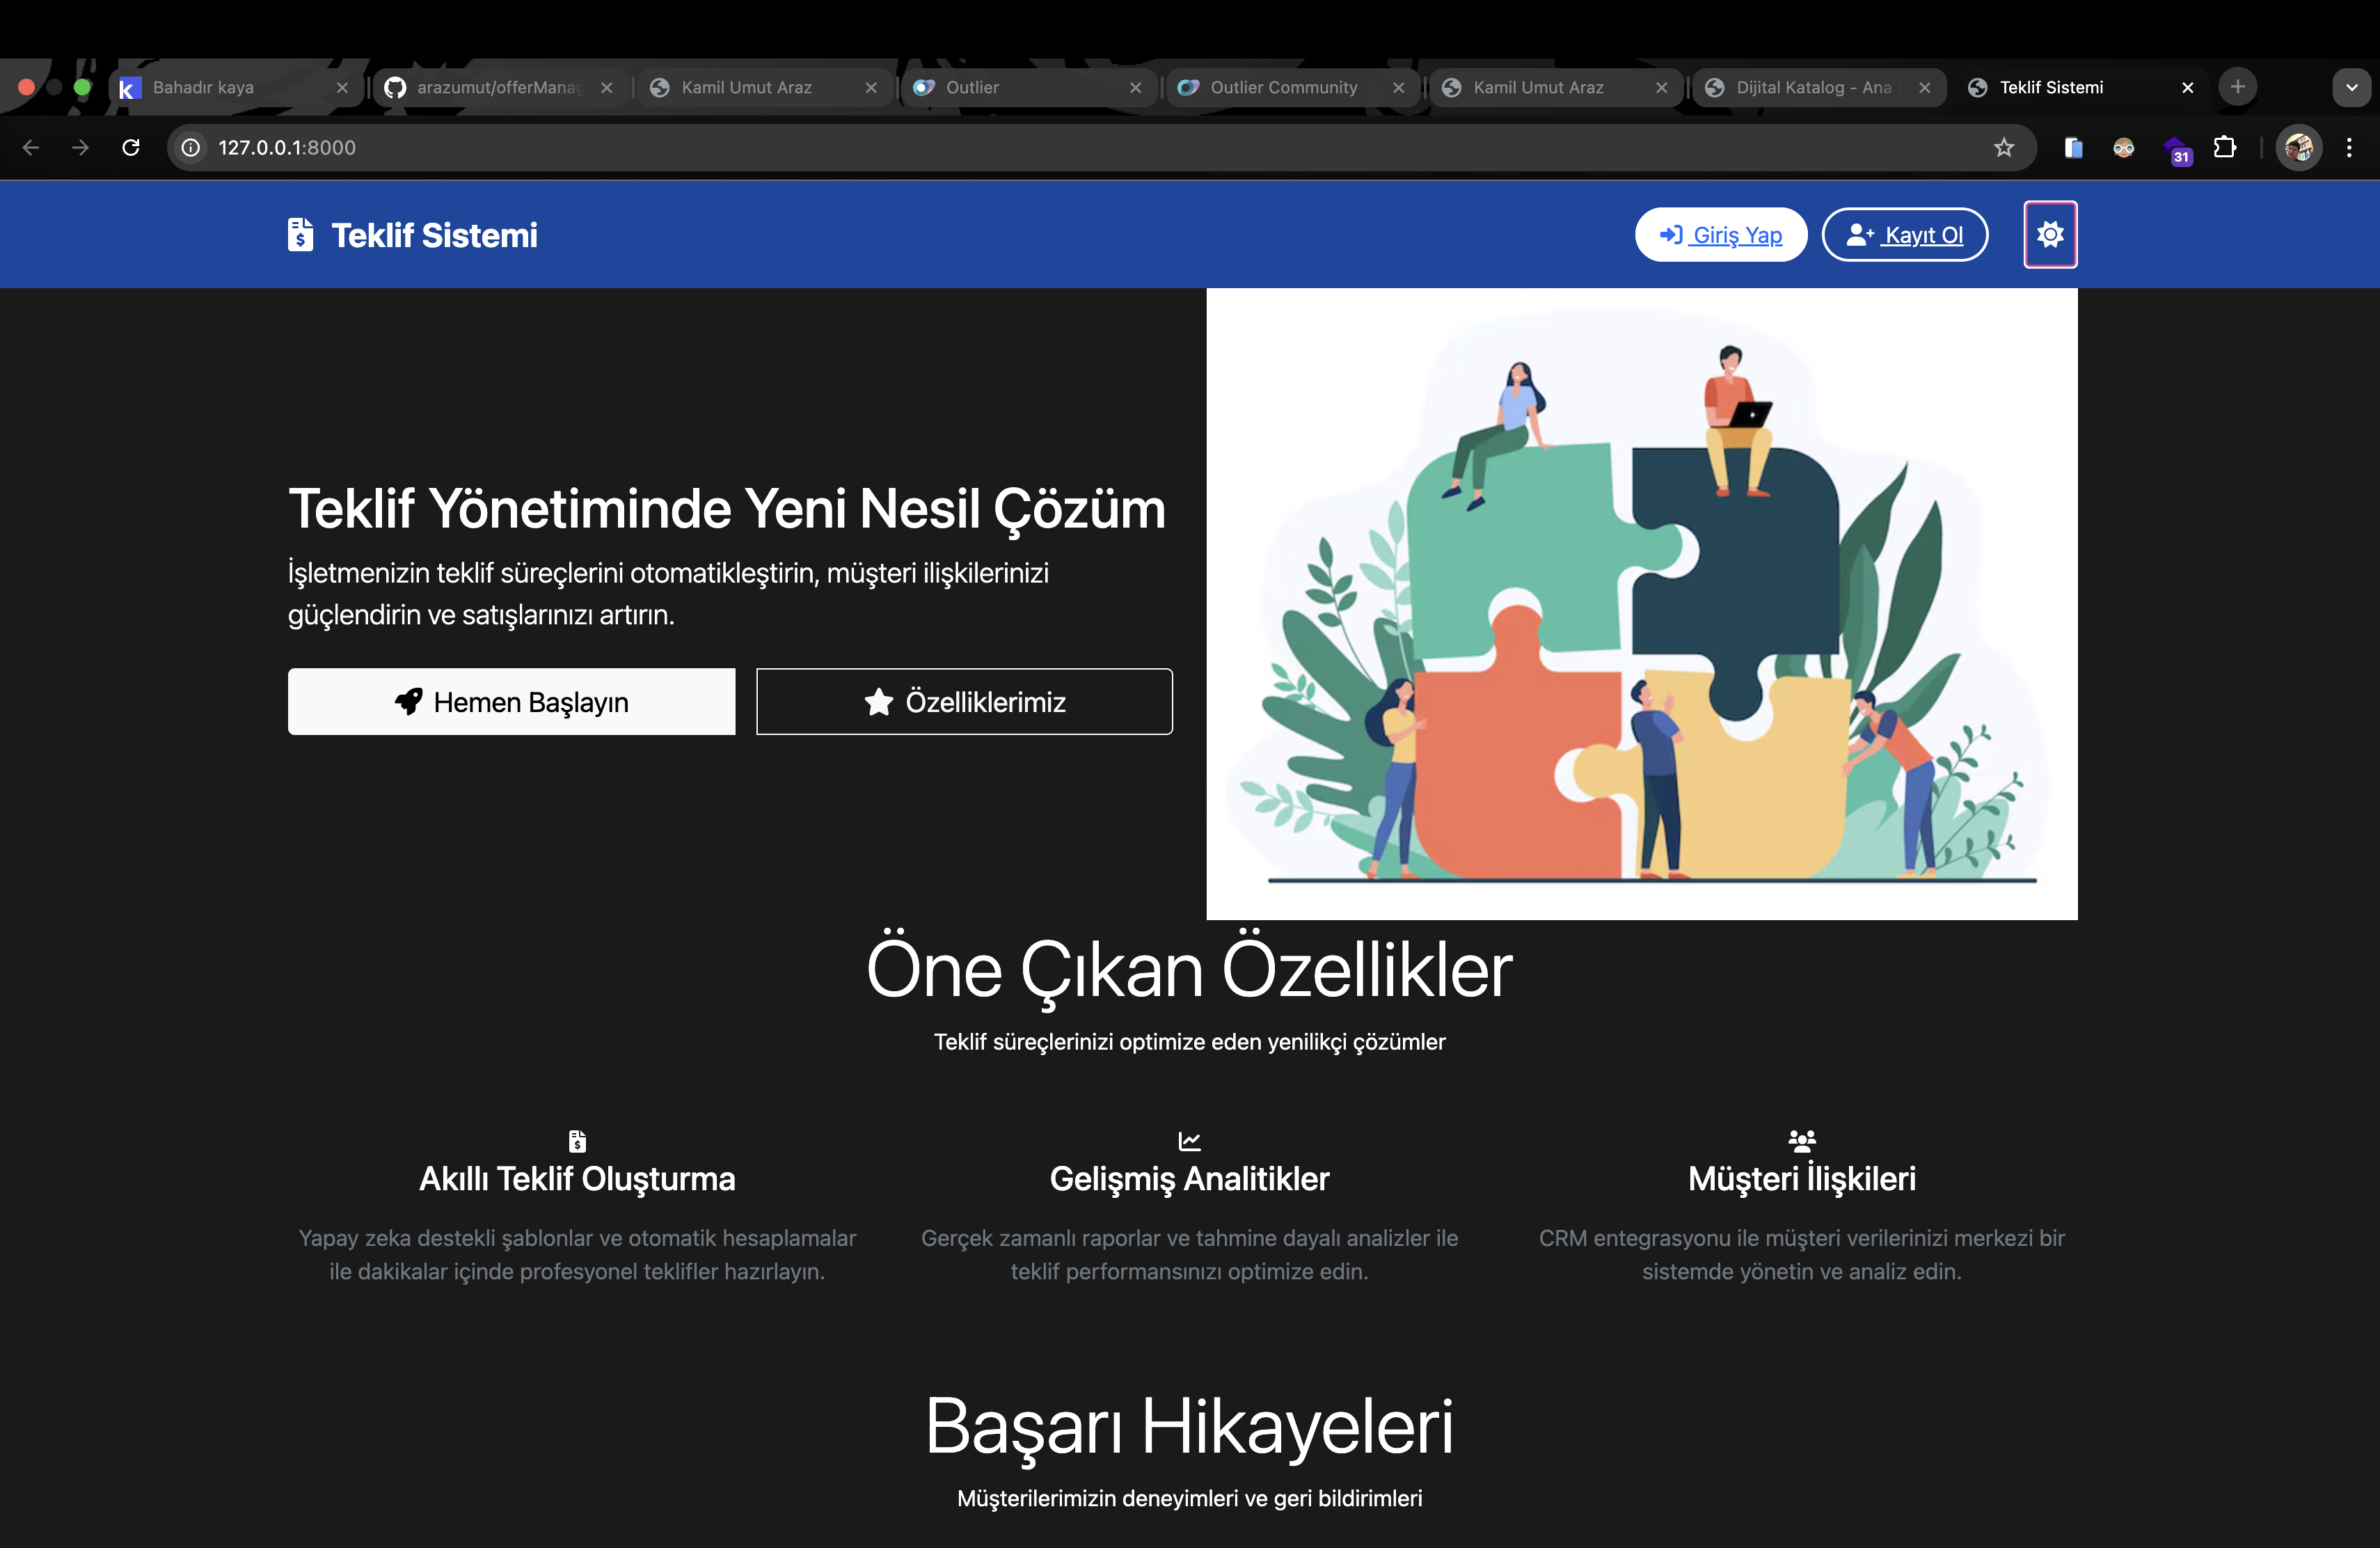 Bahadır kaya
arazumut/offerManag
Kamil Umut Araz
Outlier
Outlier Community
Kamil Umut Araz
Dijital Katalog - Ana
Teklif Sistemi
127.0.0.1:8000
31
Teklif Sistemi
Giriş Yap
Kayıt Ol
Teklif Yönetiminde Yeni Nesil Çözüm
İşletmenizin teklif süreçlerini otomatikleştirin, müşteri ilişkilerinizi
güçlendirin ve satışlarınızı artırın.
Hemen Başlayın
Özelliklerimiz
Öne Çıkan Özellikler
Teklif süreçlerinizi optimize eden yenilikçi çözümler
Akıllı Teklif Oluşturma
Yapay zeka destekli şablonlar ve otomatik hesaplamalar
ile dakikalar içinde profesyonel teklifler hazırlayın.
Gelişmiş Analitikler
Gerçek zamanlı raporlar ve tahmine dayalı analizler ile
teklif performansınızı optimize edin.
Müşteri İlişkileri
CRM entegrasyonu ile müşteri verilerinizi merkezi bir
sistemde yönetin ve analiz edin.
Başarı Hikayeleri
Müşterilerimizin deneyimleri ve geri bildirimleri